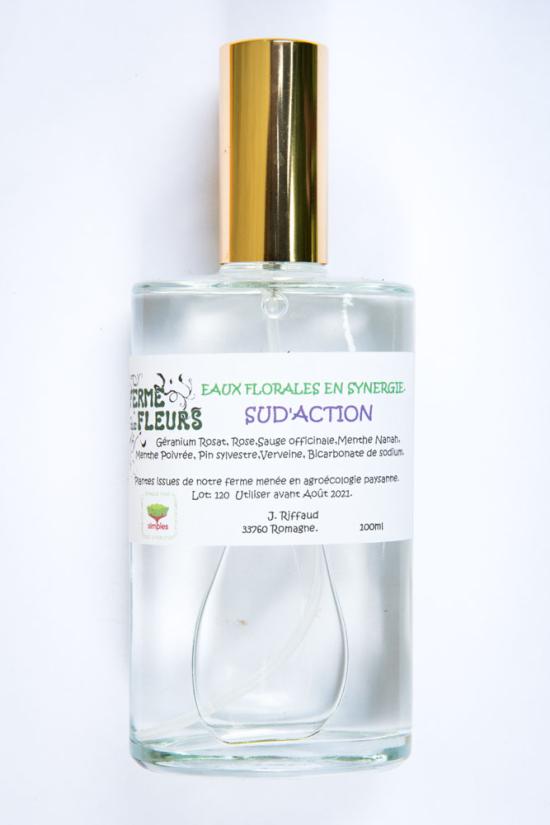 FERME
FLEURS
EAUX FLORALES EN SYNERGIE.
SUD'ACTION
Géranium Rosat, Rose,Sauge officinale,Menthe Nanah,
Menthe Poivrée, Pin sylvestre,Verveine, Bicarbonate de sodium.
Plantes issues de notre ferme menée en agroécologie paysanne.
Lot: 120 Utiliser avant Août 2021.
simples
J. Riffaud
33760 Romagne.
100ml